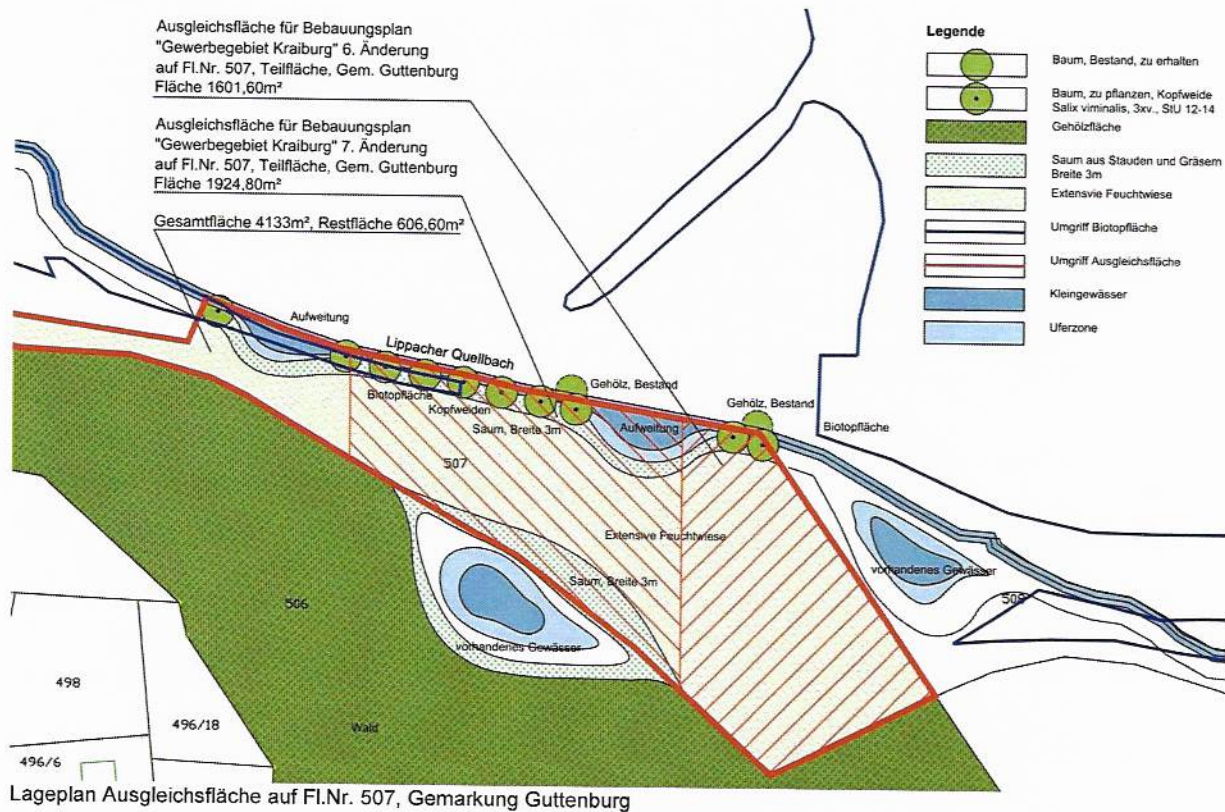 Ausgleichsfläche für Bebauungsplan
"Gewerbegebiet Kraiburg" 6. Änderung
auf Fl.Nr. 507, Teilfläche, Gem. Guttenburg
Fläche 1601,60m²
Ausgleichsfläche für Bebauungsplan
"Gewerbegebiet Kraiburg" 7. Änderung
auf Fl.Nr. 507, Teilfläche, Gem. Guttenburg
Fläche 1924,80m²
Gesamtfläche 4133m², Restfläche 606,60m²
Legende
Baum, Bestand, zu erhalten
Baum, zu pflanzen, Kopfweide
Salix viminalis, 3xv., StU 12-14
Gehölzfläche
Saum aus Stauden und Gräsern
Breite 3m
Extensvie Feuchtwiese
Umgriff Biotopfläche
Umgriff Ausgleichsfläche
Kleingewässer
Uferzone
Aufweitung
Lippacher Quellbach
Gehölz, Bestand
Biotopfläche
Kopfweiden
Saum, Breite 3m
Aufweitung
Gehölz, Bestand
Biotopfläche
507
Extensive Feuchtwiese
Saum, Breite 3m
vorhandenes Gewässer
508
506
vorhandenes Gewässer
498
496/18
Wald
496/6
Lageplan Ausgleichsfläche auf Fl.Nr. 507, Gemarkung Guttenburg